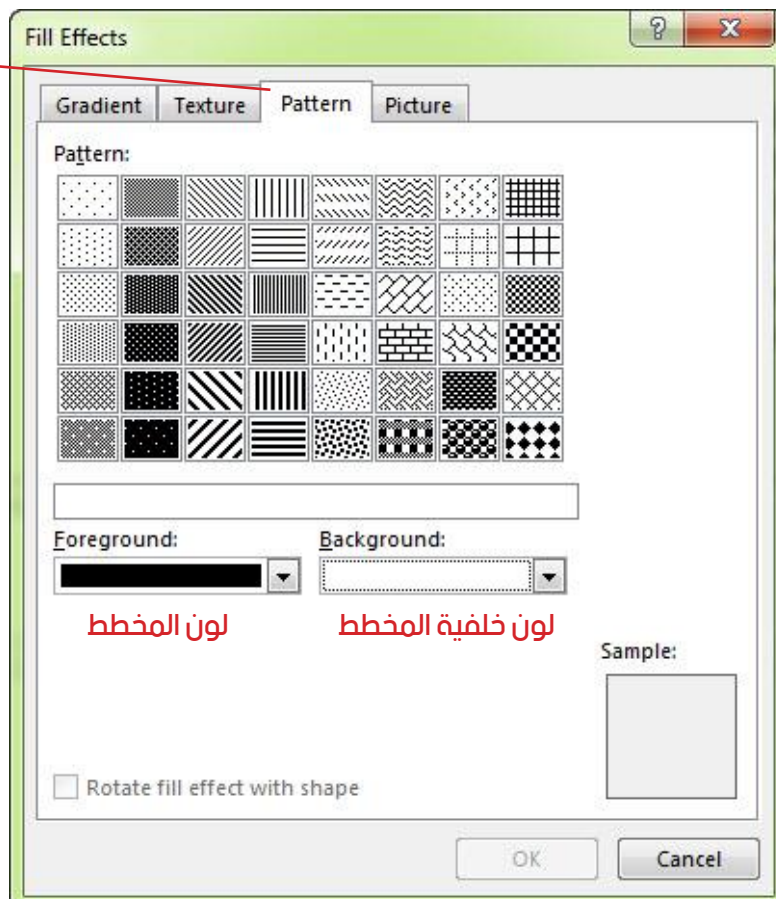 Fill Effects
Gradient Texture Pattern Picture
Pattern:
Foreground: Background:
لون المخطط لون خلفية المخطط
Sample:
Rotate fill effect with shape
OK Cancel